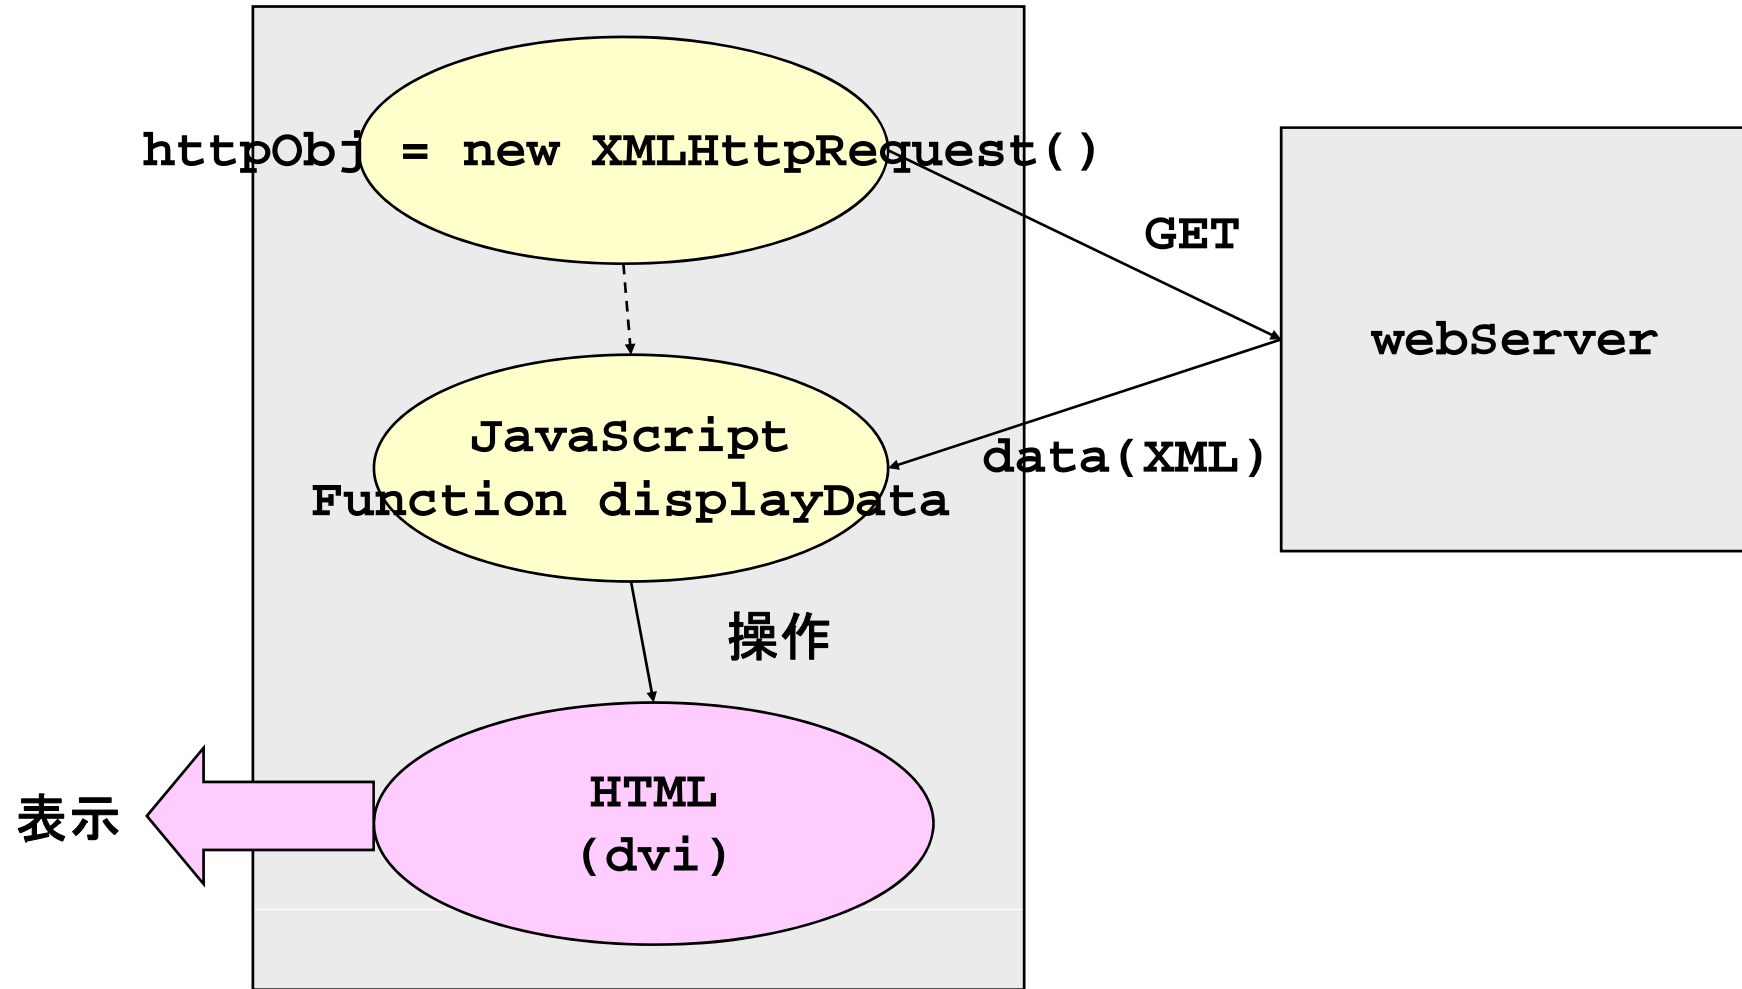 httpObj = new XMLHttpRequest()
GET
webServer
JavaScript
Function displayData
data(XML)
操作
HTML
(dvi)
表示